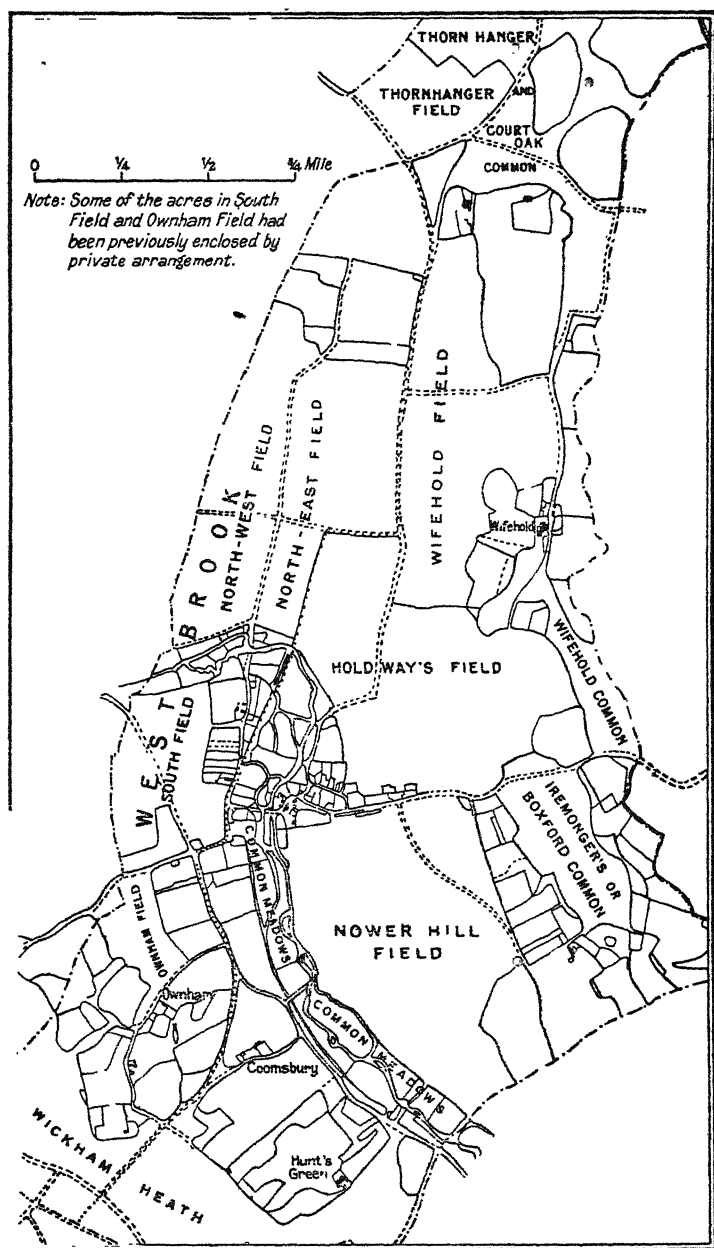 THORN HANGER
THORNHANGER
FIELD
AND
COURT
OAK
COMMON
0 ¼ ½ ¾ Mile
Note: Some of the acres in South
Field and Ownham Field had
been previously enclosed by
private arrangement.
WIFEHOLD FIELD
NORTH-WEST FIELD
NORTH-EAST FIELD
WEST BROOK
Wifehold
HOLDWAY'S FIELD
WIFEHOLD COMMON
SOUTH FIELD
IREMONGER'S OR
BOXFORD COMMON
COMMON MEADOWS
OWNHAM FIELD
NOWER HILL
FIELD
Ownham
COMMON MEADOWS
Coomsbury
Hunt's
Green
WICKHAM
HEATH